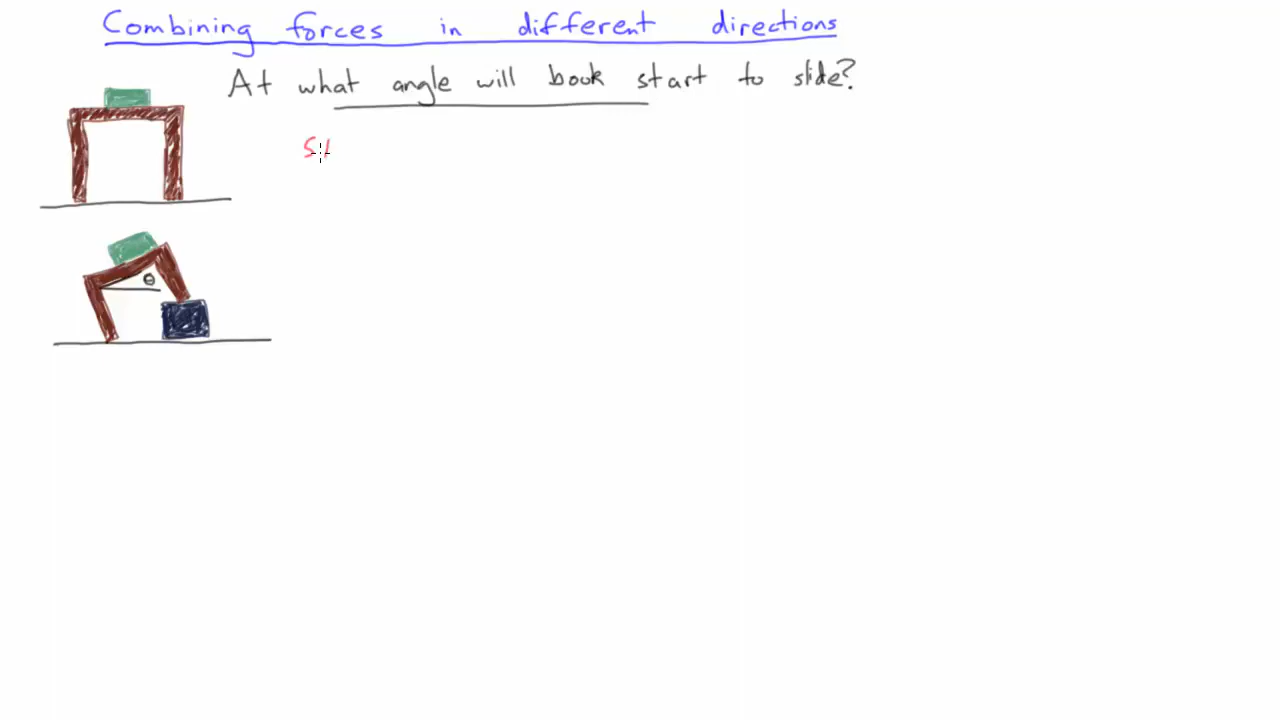 Combining forces in different directions
At what angle will book start to slide?
θ